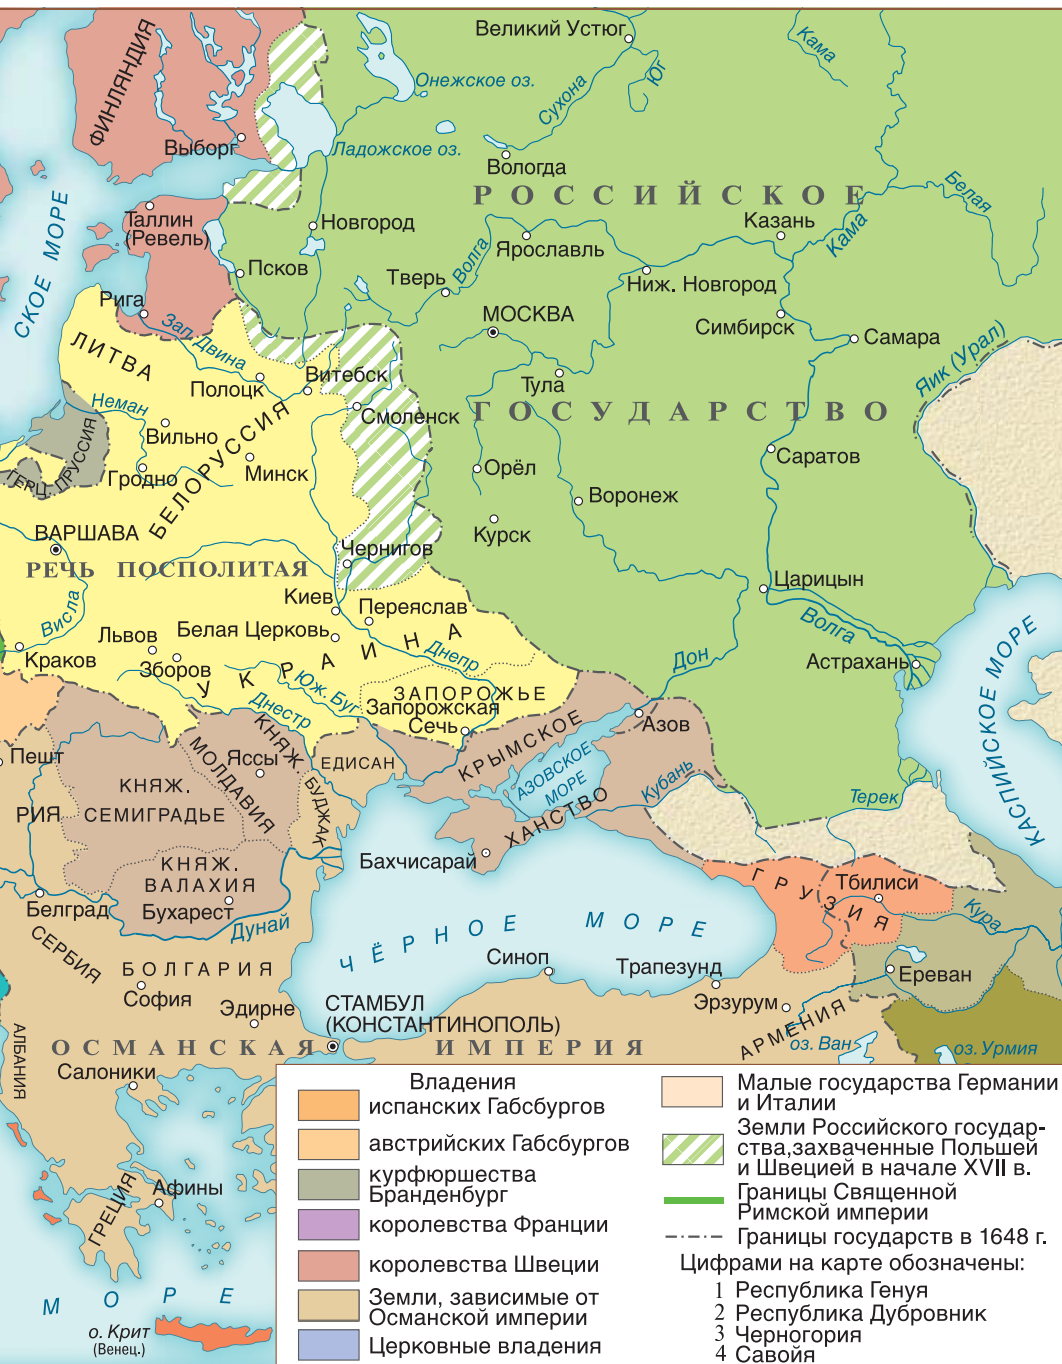 Великий Устюг
Кама
ФИНЛЯНДИЯ
Онежское оз.
Сухона
Юг
Выборг
Ладожское оз.
Вологда
Белая
РОССИЙСКОЕ
СКОЕ МОРЕ
Таллин
(Ревель)
Новгород
Казань
Кама
Ярославль
Волга
Псков
Тверь
Ниж. Новгород
Рига
МОСКВА
Симбирск
Самара
Зап. Двина
ЛИТВА
Яик (Урал)
Полоцк
Витебск
Тула
Неман
Смоленск
ГОСУДАРСТВО
Вильно
БЕЛОРУССИЯ
ГЕРЦ. ПРУССИЯ
Гродно
Минск
Орёл
Саратов
Воронеж
ВАРШАВА
Курск
Чернигов
РЕЧЬ ПОСПОЛИТАЯ
Царицын
Киев
Переяслав
Висла
Львов
Белая Церковь
Волга
Краков
Зборов
УКРАИНА
Днепр
Дон
Астрахань
Юж. Буг
ЗАПОРОЖЬЕ
Запорожская
Сечь
Днестр
Азов
КАСПИЙСКОЕ МОРЕ
Пешт
КНЯЖ.
МОЛДАВИЯ
Яссы
ЕДИСАН
КРЫМСКОЕ
ХАНСТВО
АЗОВСКОЕ
МОРЕ
Кубань
Терек
КНЯЖ.
СЕМИГРАДЬЕ
РИЯ
БУДЖАК
Бахчисарай
КНЯЖ.
ВАЛАХИЯ
Бухарест
ГРУЗИЯ
Тбилиси
Белград
Дунай
Кура
СЕРБИЯ
ЧЁРНОЕ МОРЕ
БОЛГАРИЯ
София
Синоп
Трапезунд
Ереван
Эдирне
СТАМБУЛ
(КОНСТАНТИНОПОЛЬ)
Эрзурум
АРМЕНИЯ
АЛБАНИЯ
ОСМАНСКАЯ ИМПЕРИЯ
оз. Ван
оз. Урмия
Салоники
ГРЕЦИЯ
Афины
МОРЕ
о. Крит
(Венец.)
Владения
испанских Габсбургов
австрийских Габсбургов
курфюршества
Бранденбург
королевства Франции
королевства Швеции
Земли, зависимые от
Османской империи
Церковные владения
Малые государства Германии
и Италии
Земли Российского государ-
ства,захваченные Польшей
и Швецией в начале XVII в.
Границы Священной
Римской империи
Границы государств в 1648 г.
Цифрами на карте обозначены:
1 Республика Генуя
2 Республика Дубровник
3 Черногория
4 Савойя